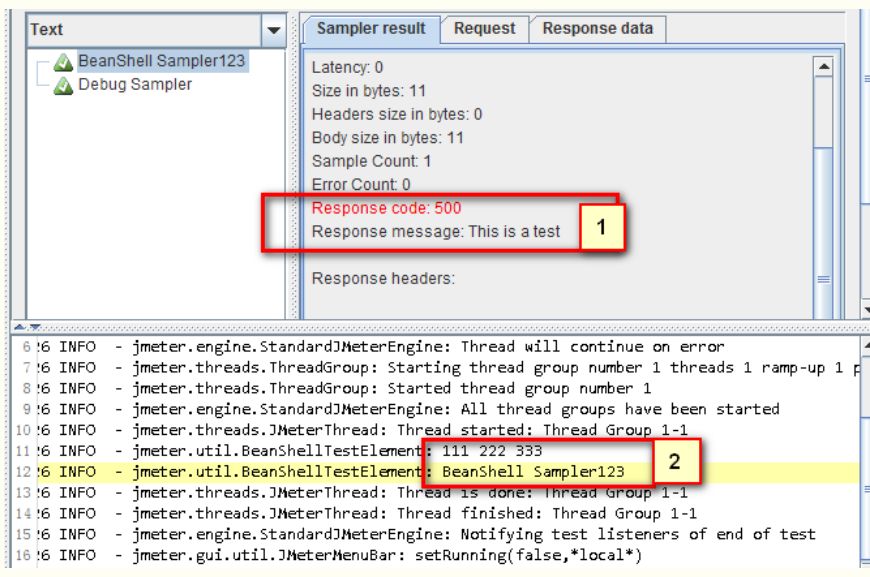 Text
Sampler result Request Response data
BeanShell Sampler123
Debug Sampler
Latency: 0
Size in bytes: 11
Headers size in bytes: 0
Body size in bytes: 11
Sample Count: 1
Error Count: 0
Response code: 500
Response message: This is a test
1
Response headers:
6 :6 INFO - jmeter.engine.StandardJMeterEngine: Thread will continue on error
7 :6 INFO - jmeter.threads.ThreadGroup: Starting thread group number 1 threads 1 ramp-up 1 p
8 :6 INFO - jmeter.threads.ThreadGroup: Started thread group number 1
9 :6 INFO - jmeter.engine.StandardJMeterEngine: All thread groups have been started
10 :6 INFO - jmeter.threads.JMeterThread: Thread started: Thread Group 1-1
11 :6 INFO - jmeter.util.BeanShellTestElement: 111 222 333
2
12 :6 INFO - jmeter.util.BeanShellTestElement: BeanShell Sampler123
13 :6 INFO - jmeter.threads.JMeterThread: Thread is done: Thread Group 1-1
14 :6 INFO - jmeter.threads.JMeterThread: Thread finished: Thread Group 1-1
15 :6 INFO - jmeter.engine.StandardJMeterEngine: Notifying test listeners of end of test
16 :6 INFO - jmeter.gui.util.JMeterMenuBar: setRunning(false,*local*)